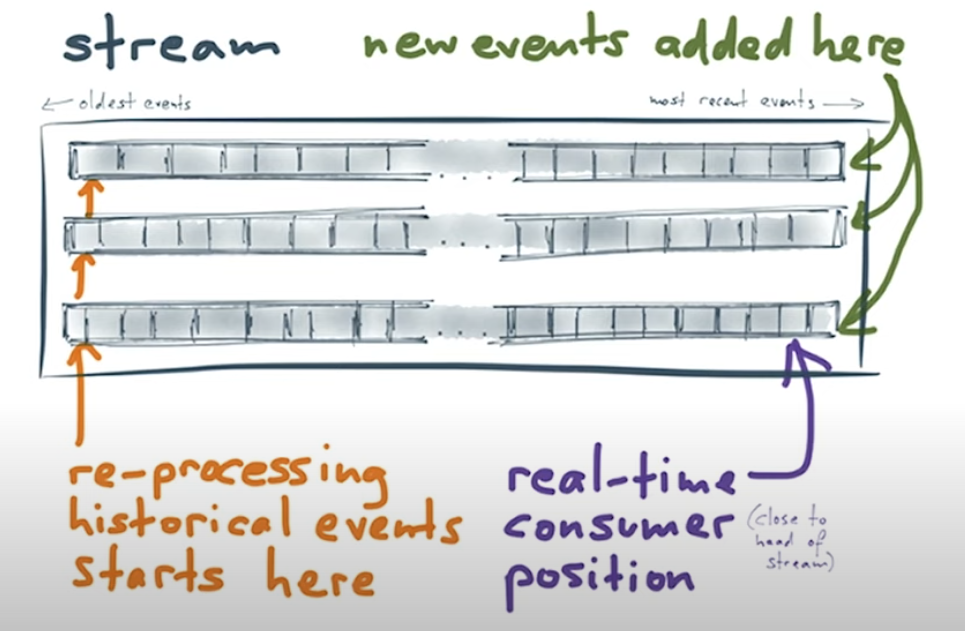 stream
new events added here
← oldest events
most recent events →
re-processing
historical events
starts here
real-time
consumer
position
(close to
head of
stream)